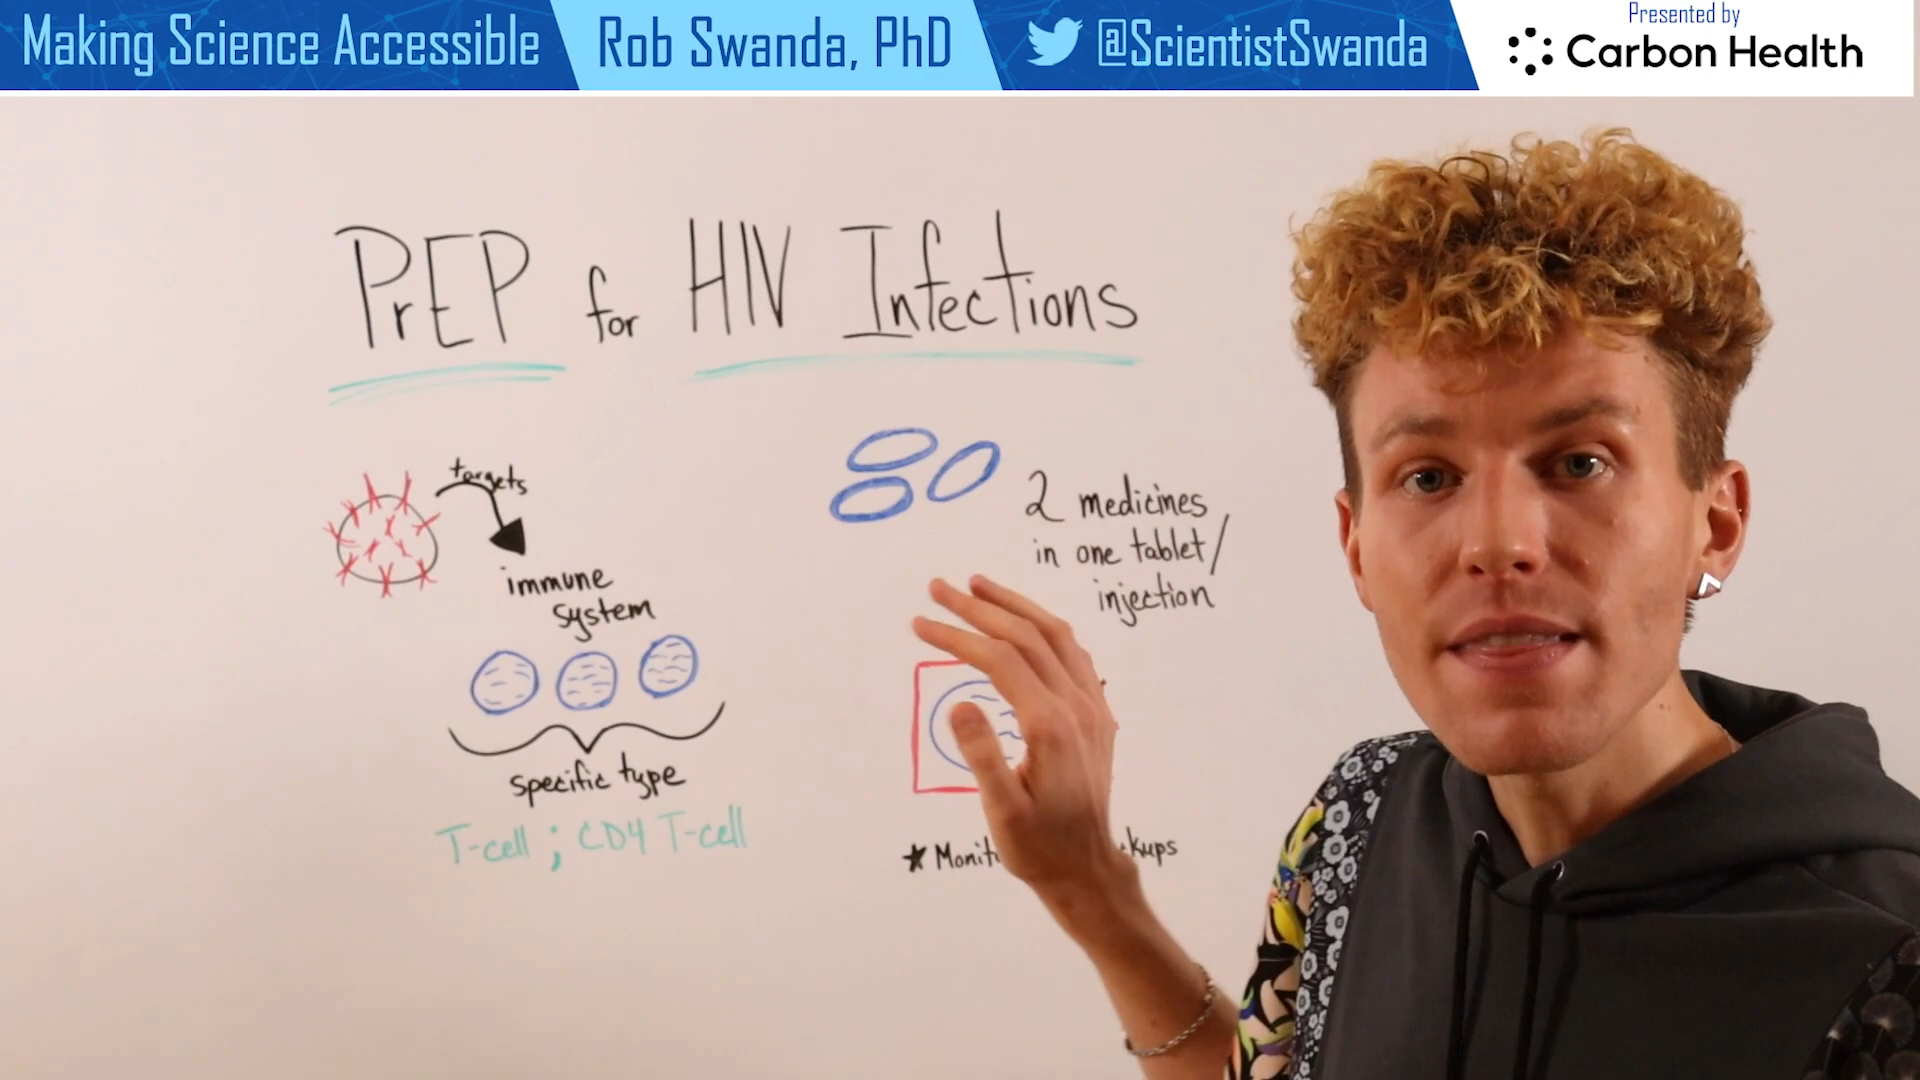 Making Science Accessible
Rob Swanda, PhD
@ScientistSwanda
Presented by
Carbon Health
PrEP for HIV Infections
targets
immune
system
specific type
T-cell ; CD4 T-cell
2 medicines
in one tablet/
injection